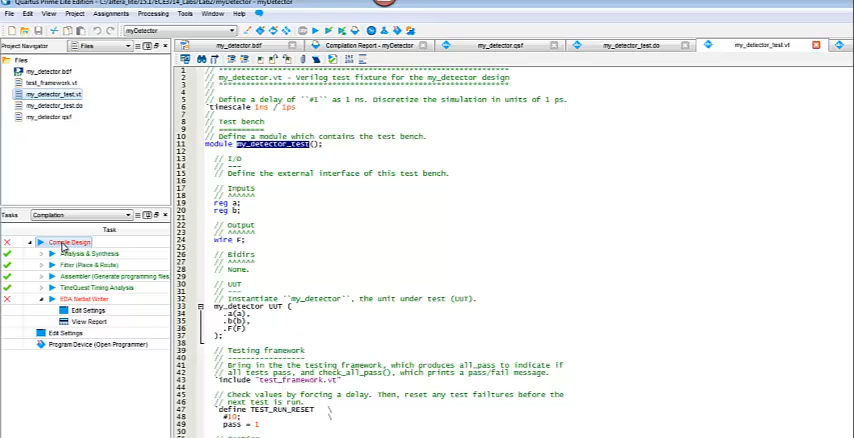 Quartus Prime Lite Edition - C:/altera_lite/15.1/ECE3714_Labs/Lab2/myDetector - myDetector
File Edit View Project Assignments Processing Tools Window Help
myDetector
Project Navigator Files
Files
my_detector.bdf
test_framework.vt
my_detector_test.vt
my_detector_test.do
my_detector.qsf
Tasks Compilation
Task
Compile Design
Analysis & Synthesis
Fitter (Place & Route)
Assembler (Generate programming files
TimeQuest Timing Analysis
EDA Netlist Writer
Edit Settings
View Report
Edit Settings
Program Device (Open Programmer)
my_detector.bdf Compilation Report - myDetector my_detector.qsf my_detector_test.do my_detector_test.vt
1 // ************************************************************
2 // my_detector.vt - Verilog test fixture for the my_detector design
3 // ************************************************************
4 //
5 // Define a delay of ``#1`` as 1 ns. Discretize the simulation in units of 1 ps.
6 `timescale 1ns / 1ps
7 //
8 // Test bench
9 // ==========
10 // Define a module which contains the test bench.
11 module my_detector_test();
12
13 // I/O
14 // ---
15 // Define the external interface of this test bench.
16
17 // Inputs
18 // ^^^^^^
19 reg a;
20 reg b;
21
22 // Output
23 // ^^^^^^
24 wire F;
25
26 // Bidirs
27 // ^^^^^^
28 // None.
29
30 // UUT
31 // ---
32 // Instantiate ``my_detector``, the unit under test (UUT).
33 my_detector UUT (
34 .a(a),
35 .b(b),
36 .F(F)
37 );
38
39 // Testing framework
40 // -----------------
41 // Bring in the the testing framework, which produces all_pass to indicate if
42 // all tests pass, and check_all_pass(), which prints a pass/fail message.
43 `include "test_framework.vt"
44
45 // Check values by forcing a delay. Then, reset any test failtures before the
46 // next test is run.
47 `define TEST_RUN_RESET \
48 #10; \
49 pass = 1